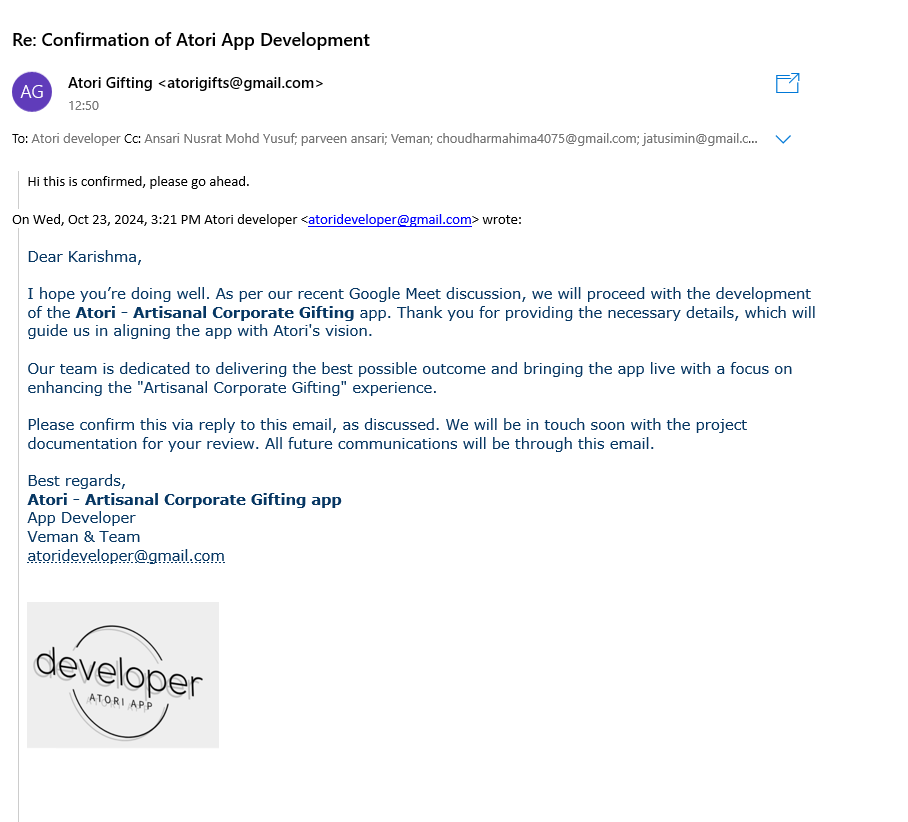 Re: Confirmation of Atori App Development
AG
Atori Gifting <atorigifts@gmail.com>
12:50
To: Atori developer Cc: Ansari Nusrat Mohd Yusuf; parveen ansari; Veman; choudharmahima4075@gmail.com; jatusimin@gmail.c...
Hi this is confirmed, please go ahead.
On Wed, Oct 23, 2024, 3:21 PM Atori developer <atorideveloper@gmail.com> wrote:
Dear Karishma,
I hope you’re doing well. As per our recent Google Meet discussion, we will proceed with the development
of the Atori - Artisanal Corporate Gifting app. Thank you for providing the necessary details, which will
guide us in aligning the app with Atori's vision.
Our team is dedicated to delivering the best possible outcome and bringing the app live with a focus on
enhancing the "Artisanal Corporate Gifting" experience.
Please confirm this via reply to this email, as discussed. We will be in touch soon with the project
documentation for your review. All future communications will be through this email.
Best regards,
Atori - Artisanal Corporate Gifting app
App Developer
Veman & Team
atorideveloper@gmail.com
developer
ATORI APP